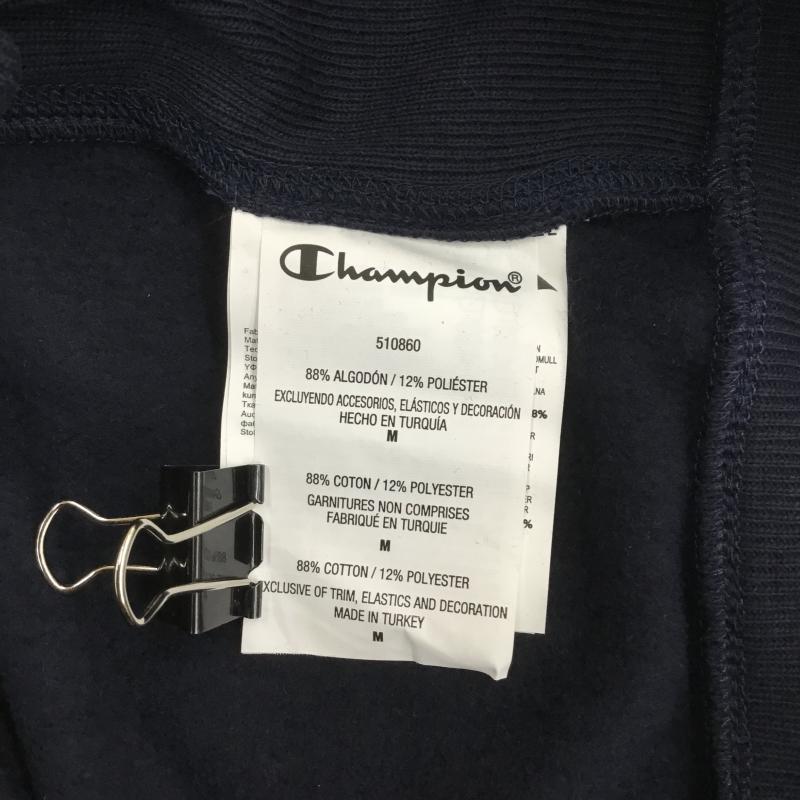 Champion®
510860
88% ALGODÓN / 12% POLIÉSTER
EXCLUYENDO ACCESORIOS, ELÁSTICOS Y DECORACIÓN
HECHO EN TURQUÍA
M
88% COTON / 12% POLYESTER
GARNITURES NON COMPRISES
FABRIQUÉ EN TURQUIE
M
88% COTTON / 12% POLYESTER
XCLUSIVE OF TRIM, ELASTICS AND DECORATION
MADE IN TURKEY
M